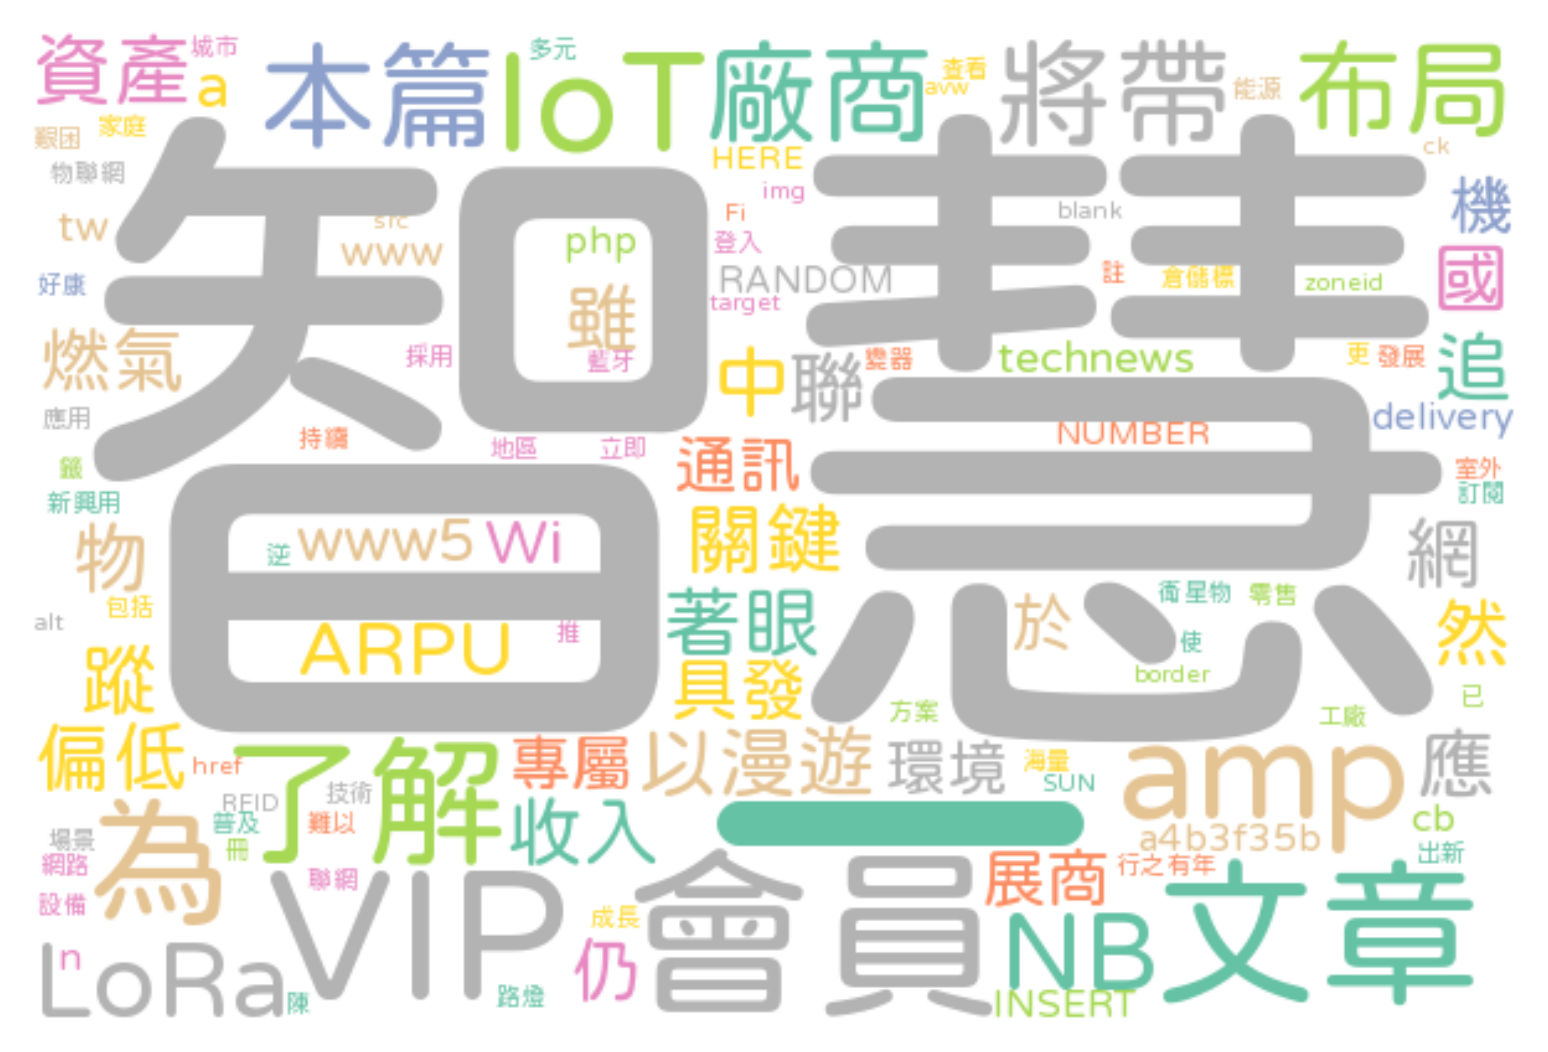 資產
城市
a
本篇
IoT
多元
廠商
查看
avw
將帶
能源
布局
艱困
家庭
物聯網
智慧
HERE
img
ck
機
tw
src
www
php
Fi
登入
blank
RANDOM
註
倉儲標
zoneid
國
好康
雖
target
燃氣
採用
藍牙
中
聯
technews
更
發展
追
應用
持續
地區
立即
通訊
NUMBER
delivery
室外
訂閱
新興用
逆
www5
Wi
關鍵
網
物
包括
alt
ARPU
推
著眼
於
衛星物
零售
使
border
然
蹤
具發
方案
工廠
已
偏低
href
了解
專屬
以漫遊
環境
海量
SUN
amp
應
RFID
技術
普及
難以
冊
收入
一
a4b3f35b
cb
出新
場景
網路
為
設備
聯網
VIP
會員
成長
展商
行之有年
NB
文章
LoRa
n
陳
路燈
仍
INSERT